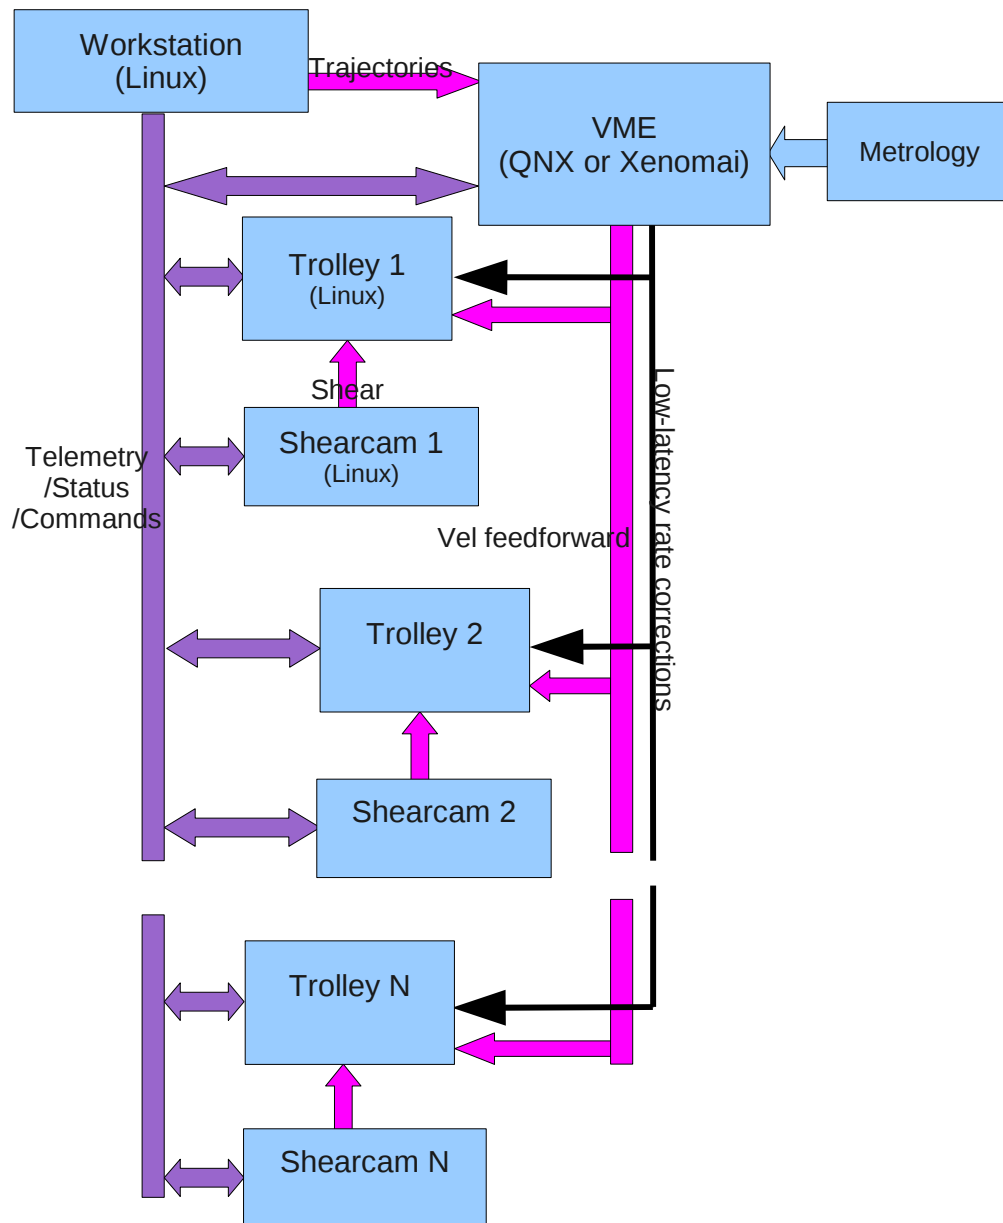 Workstation
(Linux)
Trajectories
VME
(QNX or Xenomai)
Metrology
Trolley 1
(Linux)
Shear
Shearcam 1
(Linux)
Telemetry
/Status
/Commands
Vel feedforward
Low-latency rate corrections
Trolley 2
Shearcam 2
Trolley N
Shearcam N